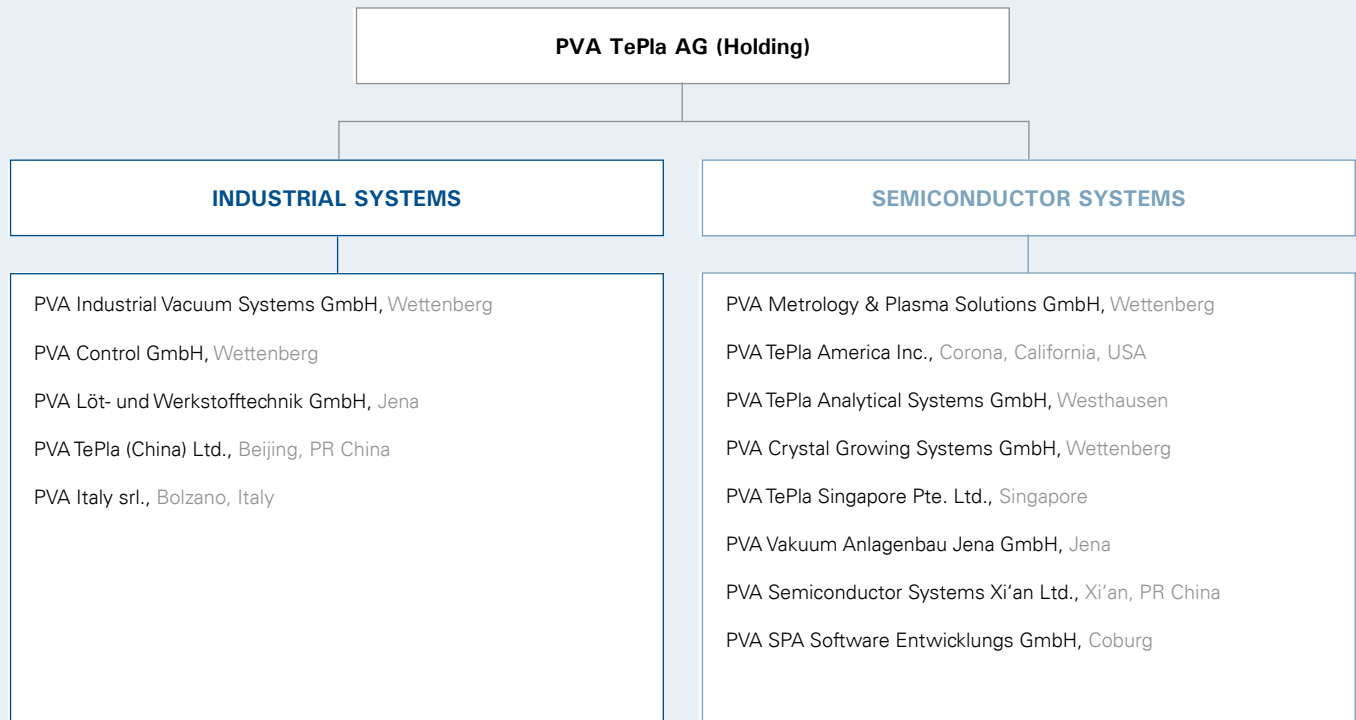 PVA TePla AG (Holding)
INDUSTRIAL SYSTEMS
PVA Industrial Vacuum Systems GmbH, Wettenberg
PVA Control GmbH, Wettenberg
PVA Löt- und Werkstofftechnik GmbH, Jena
PVA TePla (China) Ltd., Beijing, PR China
PVA Italy srl., Bolzano, Italy
SEMICONDUCTOR SYSTEMS
PVA Metrology & Plasma Solutions GmbH, Wettenberg
PVA TePla America Inc., Corona, California, USA
PVA TePla Analytical Systems GmbH, Westhausen
PVA Crystal Growing Systems GmbH, Wettenberg
PVA TePla Singapore Pte. Ltd., Singapore
PVA Vakuum Anlagenbau Jena GmbH, Jena
PVA Semiconductor Systems Xi‘an Ltd., Xi‘an, PR China
PVA SPA Software Entwicklungs GmbH, Coburg